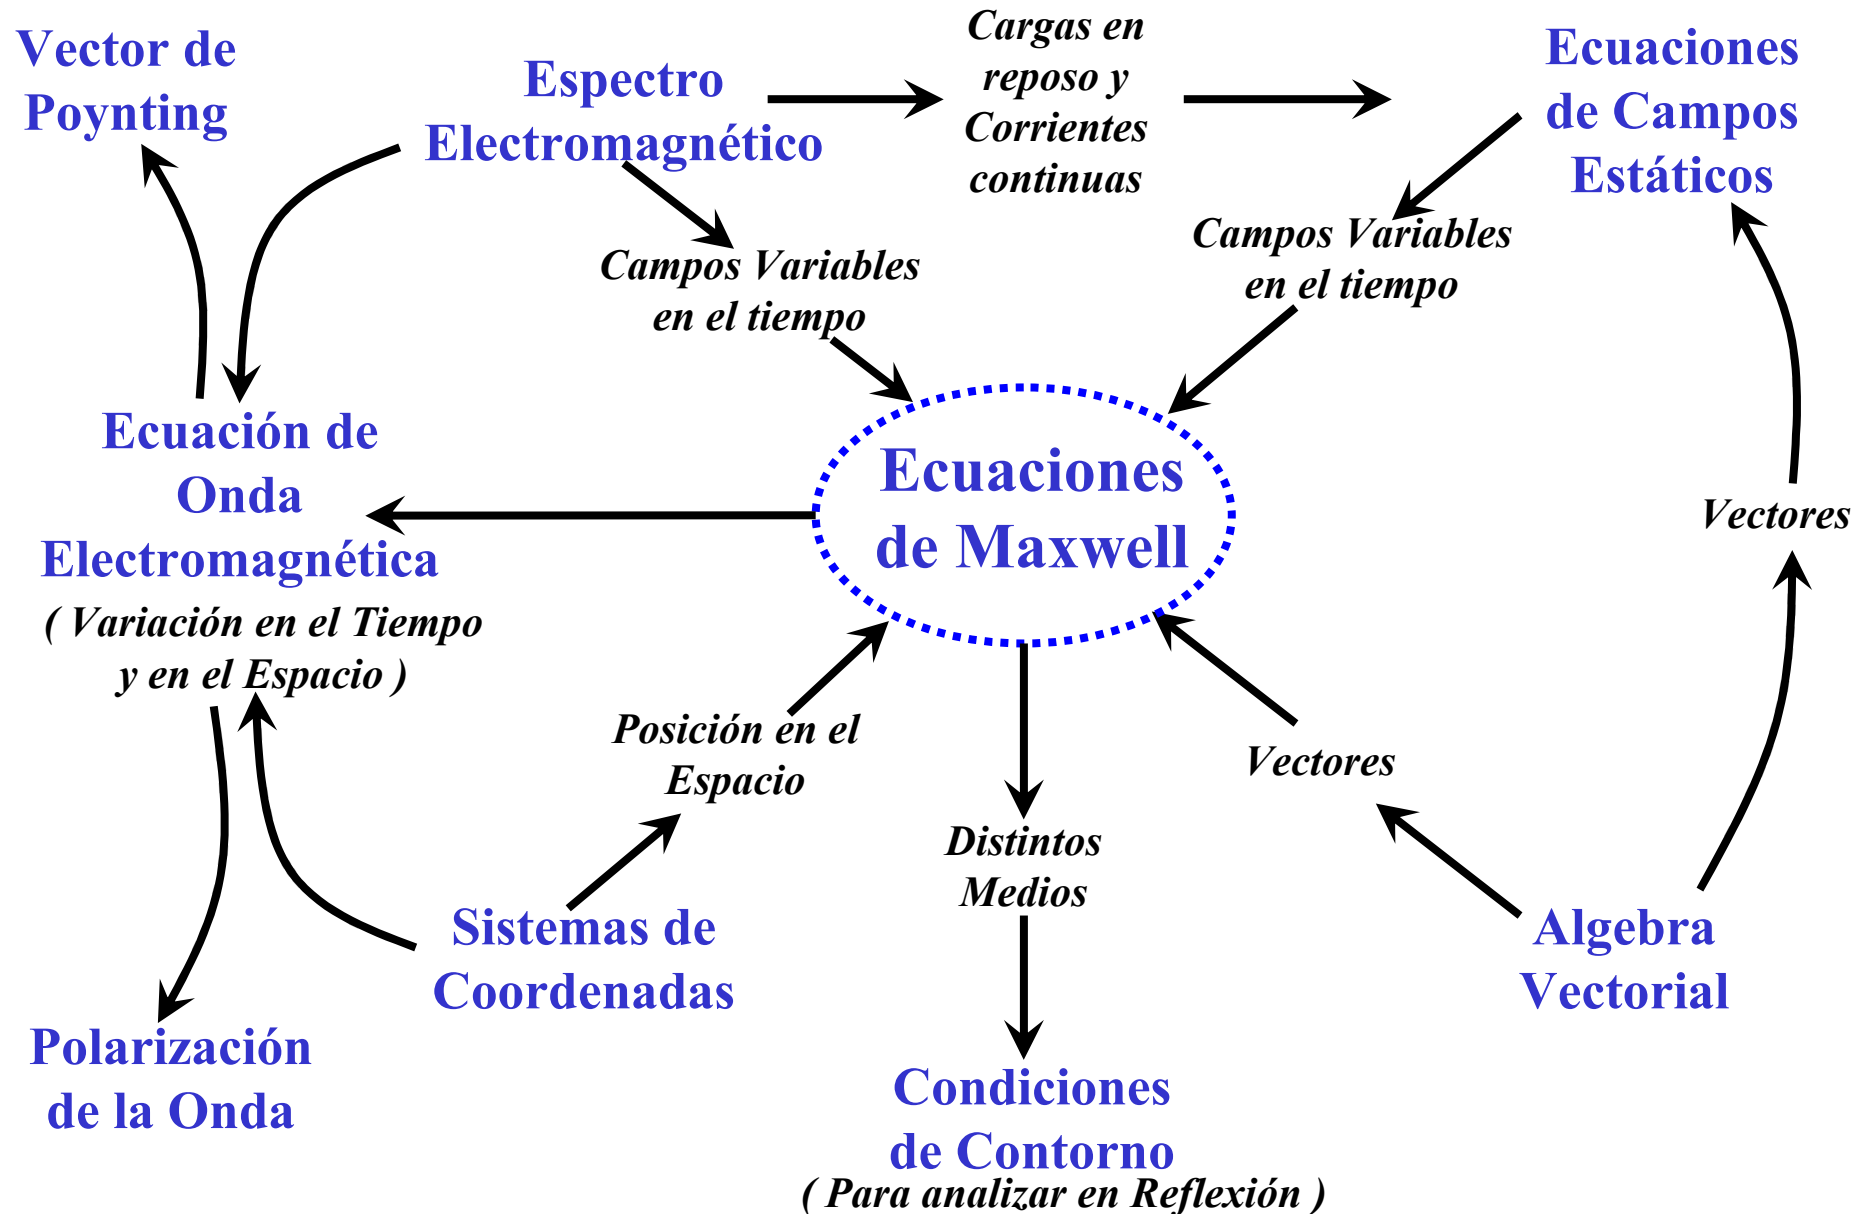 Vector de
Poynting
Espectro
Electromagnético
Cargas en
reposo y
Corrientes
continuas
Ecuaciones
de Campos
Estáticos
Campos Variables
en el tiempo
Campos Variables
en el tiempo
Ecuación de
Onda
Electromagnética
( Variación en el Tiempo
y en el Espacio )
Ecuaciones
de Maxwell
Vectores
Posición en el
Espacio
Vectores
Distintos
Medios
Sistemas de
Coordenadas
Algebra
Vectorial
Polarización
de la Onda
Condiciones
de Contorno
( Para analizar en Reflexión )